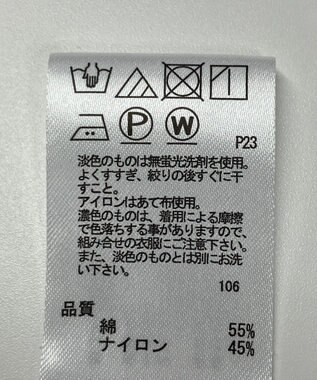 P
W
P23
淡色のものは無蛍光洗剤を使用。
よくすすぎ、絞りの後すぐに干
すこと。
アイロンはあて布使用。
濃色のものは、着用による摩擦
で色落ちする事がありますので、
組み合せの衣服にご注意下さい。
また、淡色のものとは別にお洗
い下さい。
106
品質
綿 55%
ナイロン 45%